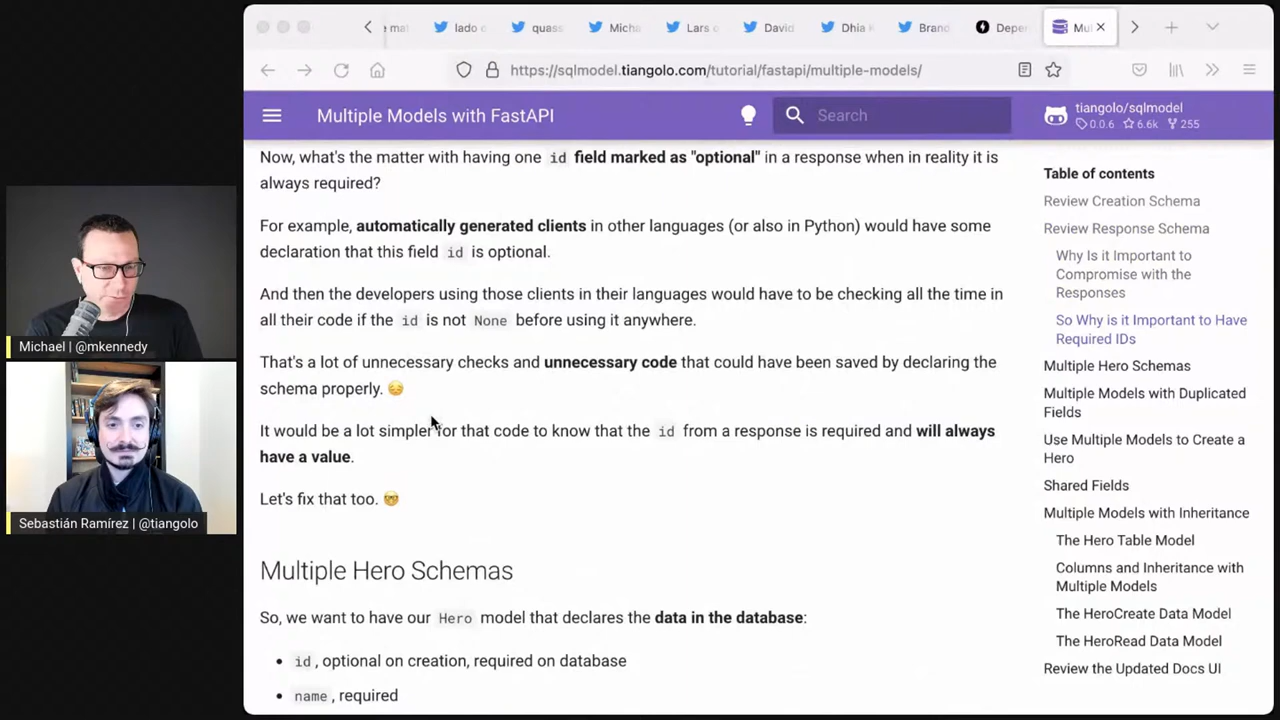 e mat
lado c
quass
Micha
Lars o
David
Dhia K
Brand
Deper
Mul
https://sqlmodel.tiangolo.com/tutorial/fastapi/multiple-models/
Multiple Models with FastAPI
Search
tiangolo/sqlmodel
0.0.6 6.6k 255
Now, what's the matter with having one id field marked as "optional" in a response when in reality it is
always required?
For example, automatically generated clients in other languages (or also in Python) would have some
declaration that this field id is optional.
And then the developers using those clients in their languages would have to be checking all the time in
all their code if the id is not None before using it anywhere.
That's a lot of unnecessary checks and unnecessary code that could have been saved by declaring the
schema properly. 😔
It would be a lot simpler for that code to know that the id from a response is required and will always
have a value.
Let's fix that too. 🤓
Multiple Hero Schemas
So, we want to have our Hero model that declares the data in the database:
• id, optional on creation, required on database
• name, required
Table of contents
Review Creation Schema
Review Response Schema
Why Is it Important to
Compromise with the
Responses
So Why is it Important to Have
Required IDs
Multiple Hero Schemas
Multiple Models with Duplicated
Fields
Use Multiple Models to Create a
Hero
Shared Fields
Multiple Models with Inheritance
The Hero Table Model
Columns and Inheritance with
Multiple Models
The HeroCreate Data Model
The HeroRead Data Model
Review the Updated Docs UI
Michael | @mkennedy
Sebastián Ramírez | @tiangolo